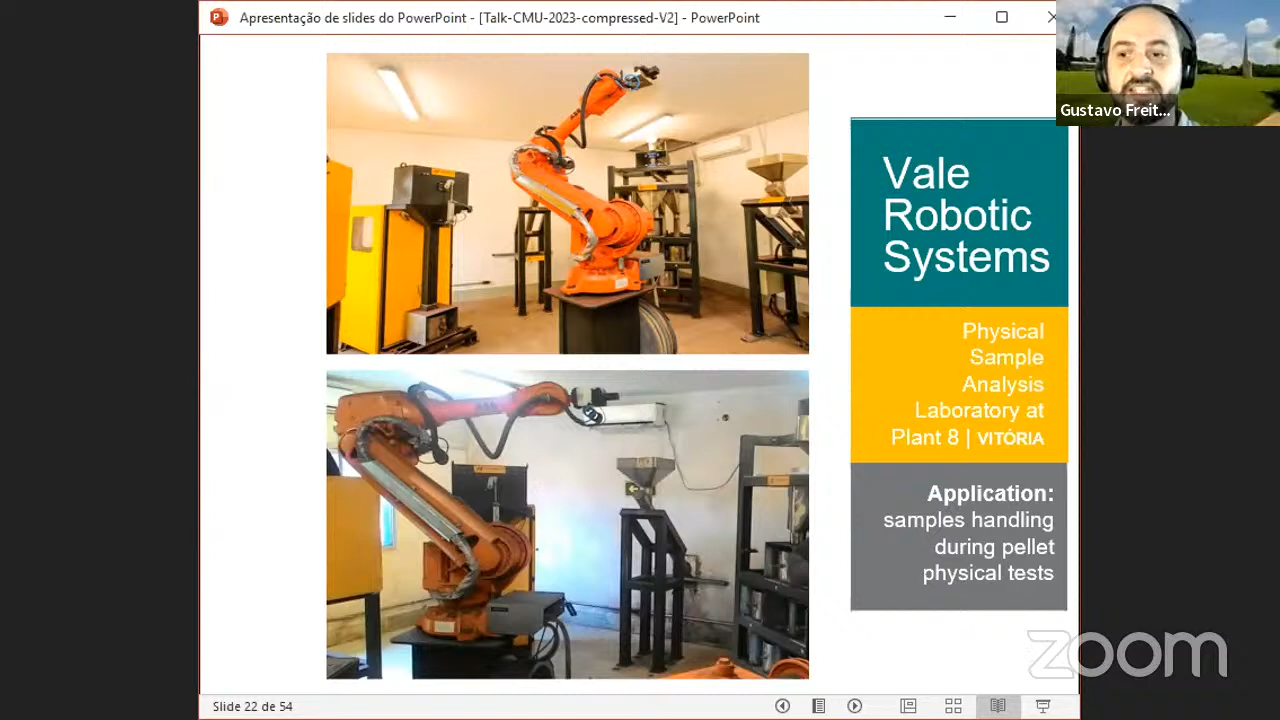 Apresentação de slides do PowerPoint - [Talk-CMU-2023-compressed-V2] - PowerPoint
Gustavo Freit...
Vale
Robotic
Systems
Physical
Sample
Analysis
Laboratory at
Plant 8 | VITÓRIA
Application:
samples handling
during pellet
physical tests
zoom
Slide 22 de 54